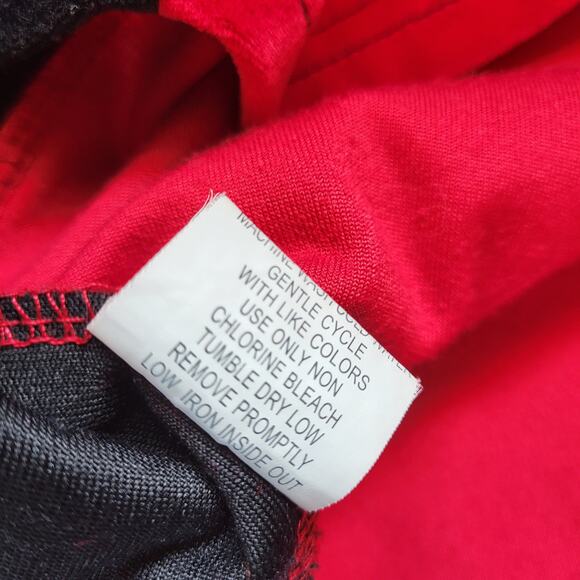 MACHINE WASH COLD WATER
GENTLE CYCLE
WITH LIKE COLORS
USE ONLY NON
CHLORINE BLEACH
TUMBLE DRY LOW
REMOVE PROMPTLY
LOW IRON INSIDE OUT